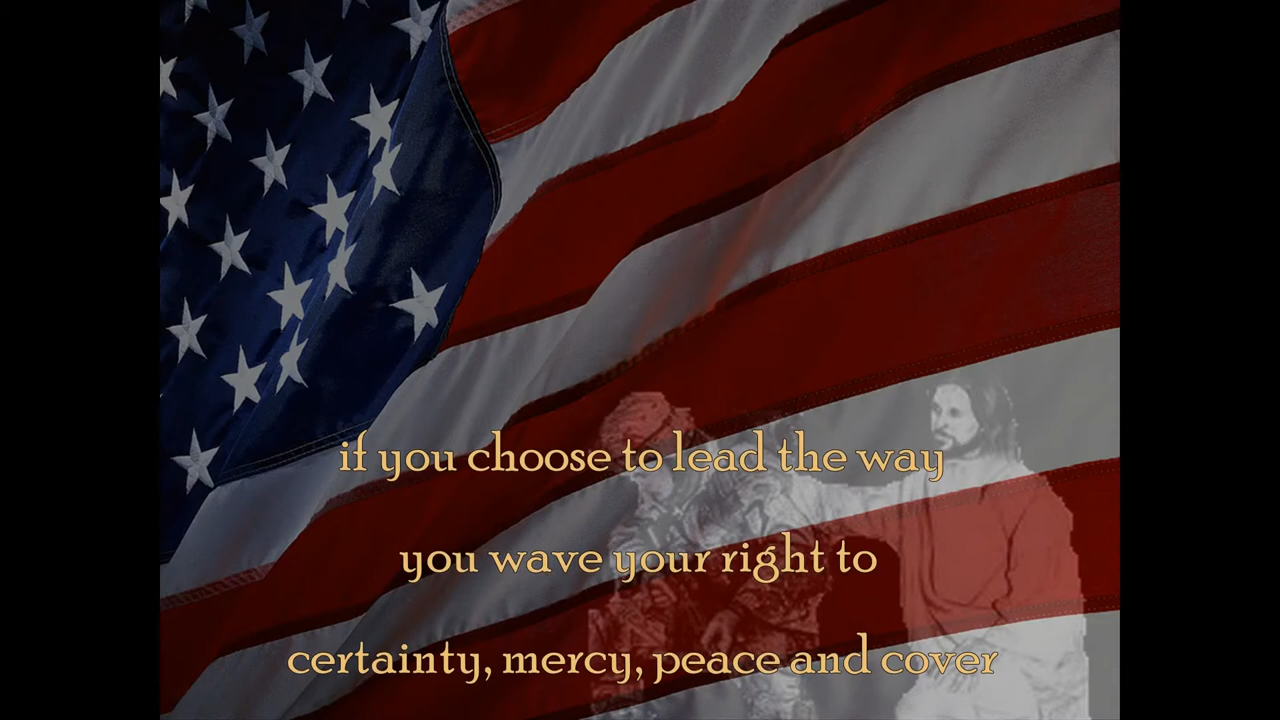 if you choose to lead the way
you wave your right to
certainty, mercy, peace and cover